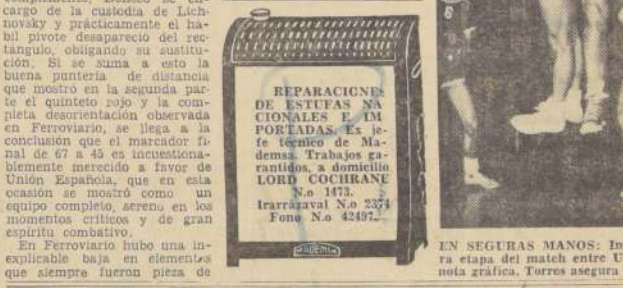 cargo de la custodia de Lich-
novsky y prácticamente el há-
bil pivote desapareció del rec-
tángulo, obligando su sustitu-
ción. Si se suma a esto la
buena puntería de distancia
que mostró en la segunda par-
te el quinteto rojo y la com-
pleta desorientación observada
en Ferroviario, se llega a la
conclusión que el marcador fi-
nal de 67 a 45 es incuestiona-
blemente merecido a favor de
Unión Española, que en esta
ocasión se mostró como un
equipo completo, sereno en los
momentos críticos y de gran
espíritu combativo.
En Ferroviario hubo una in-
explicable baja en elementos
que siempre fueron pieza de
REPARACIONES
DE ESTUFAS NA
CIONALES E IM
PORTADAS. Ex je-
fe técnico de Ma-
demsa. Trabajos ga-
rantidos, a domicilio
LORD COCHRANE
N.o 1473.
Irarrázaval N.o 2374
Fono N.o 42497.
8
EN SEGURAS MANOS: In
ra etapa del match entre U
nota gráfica, Torres asegura